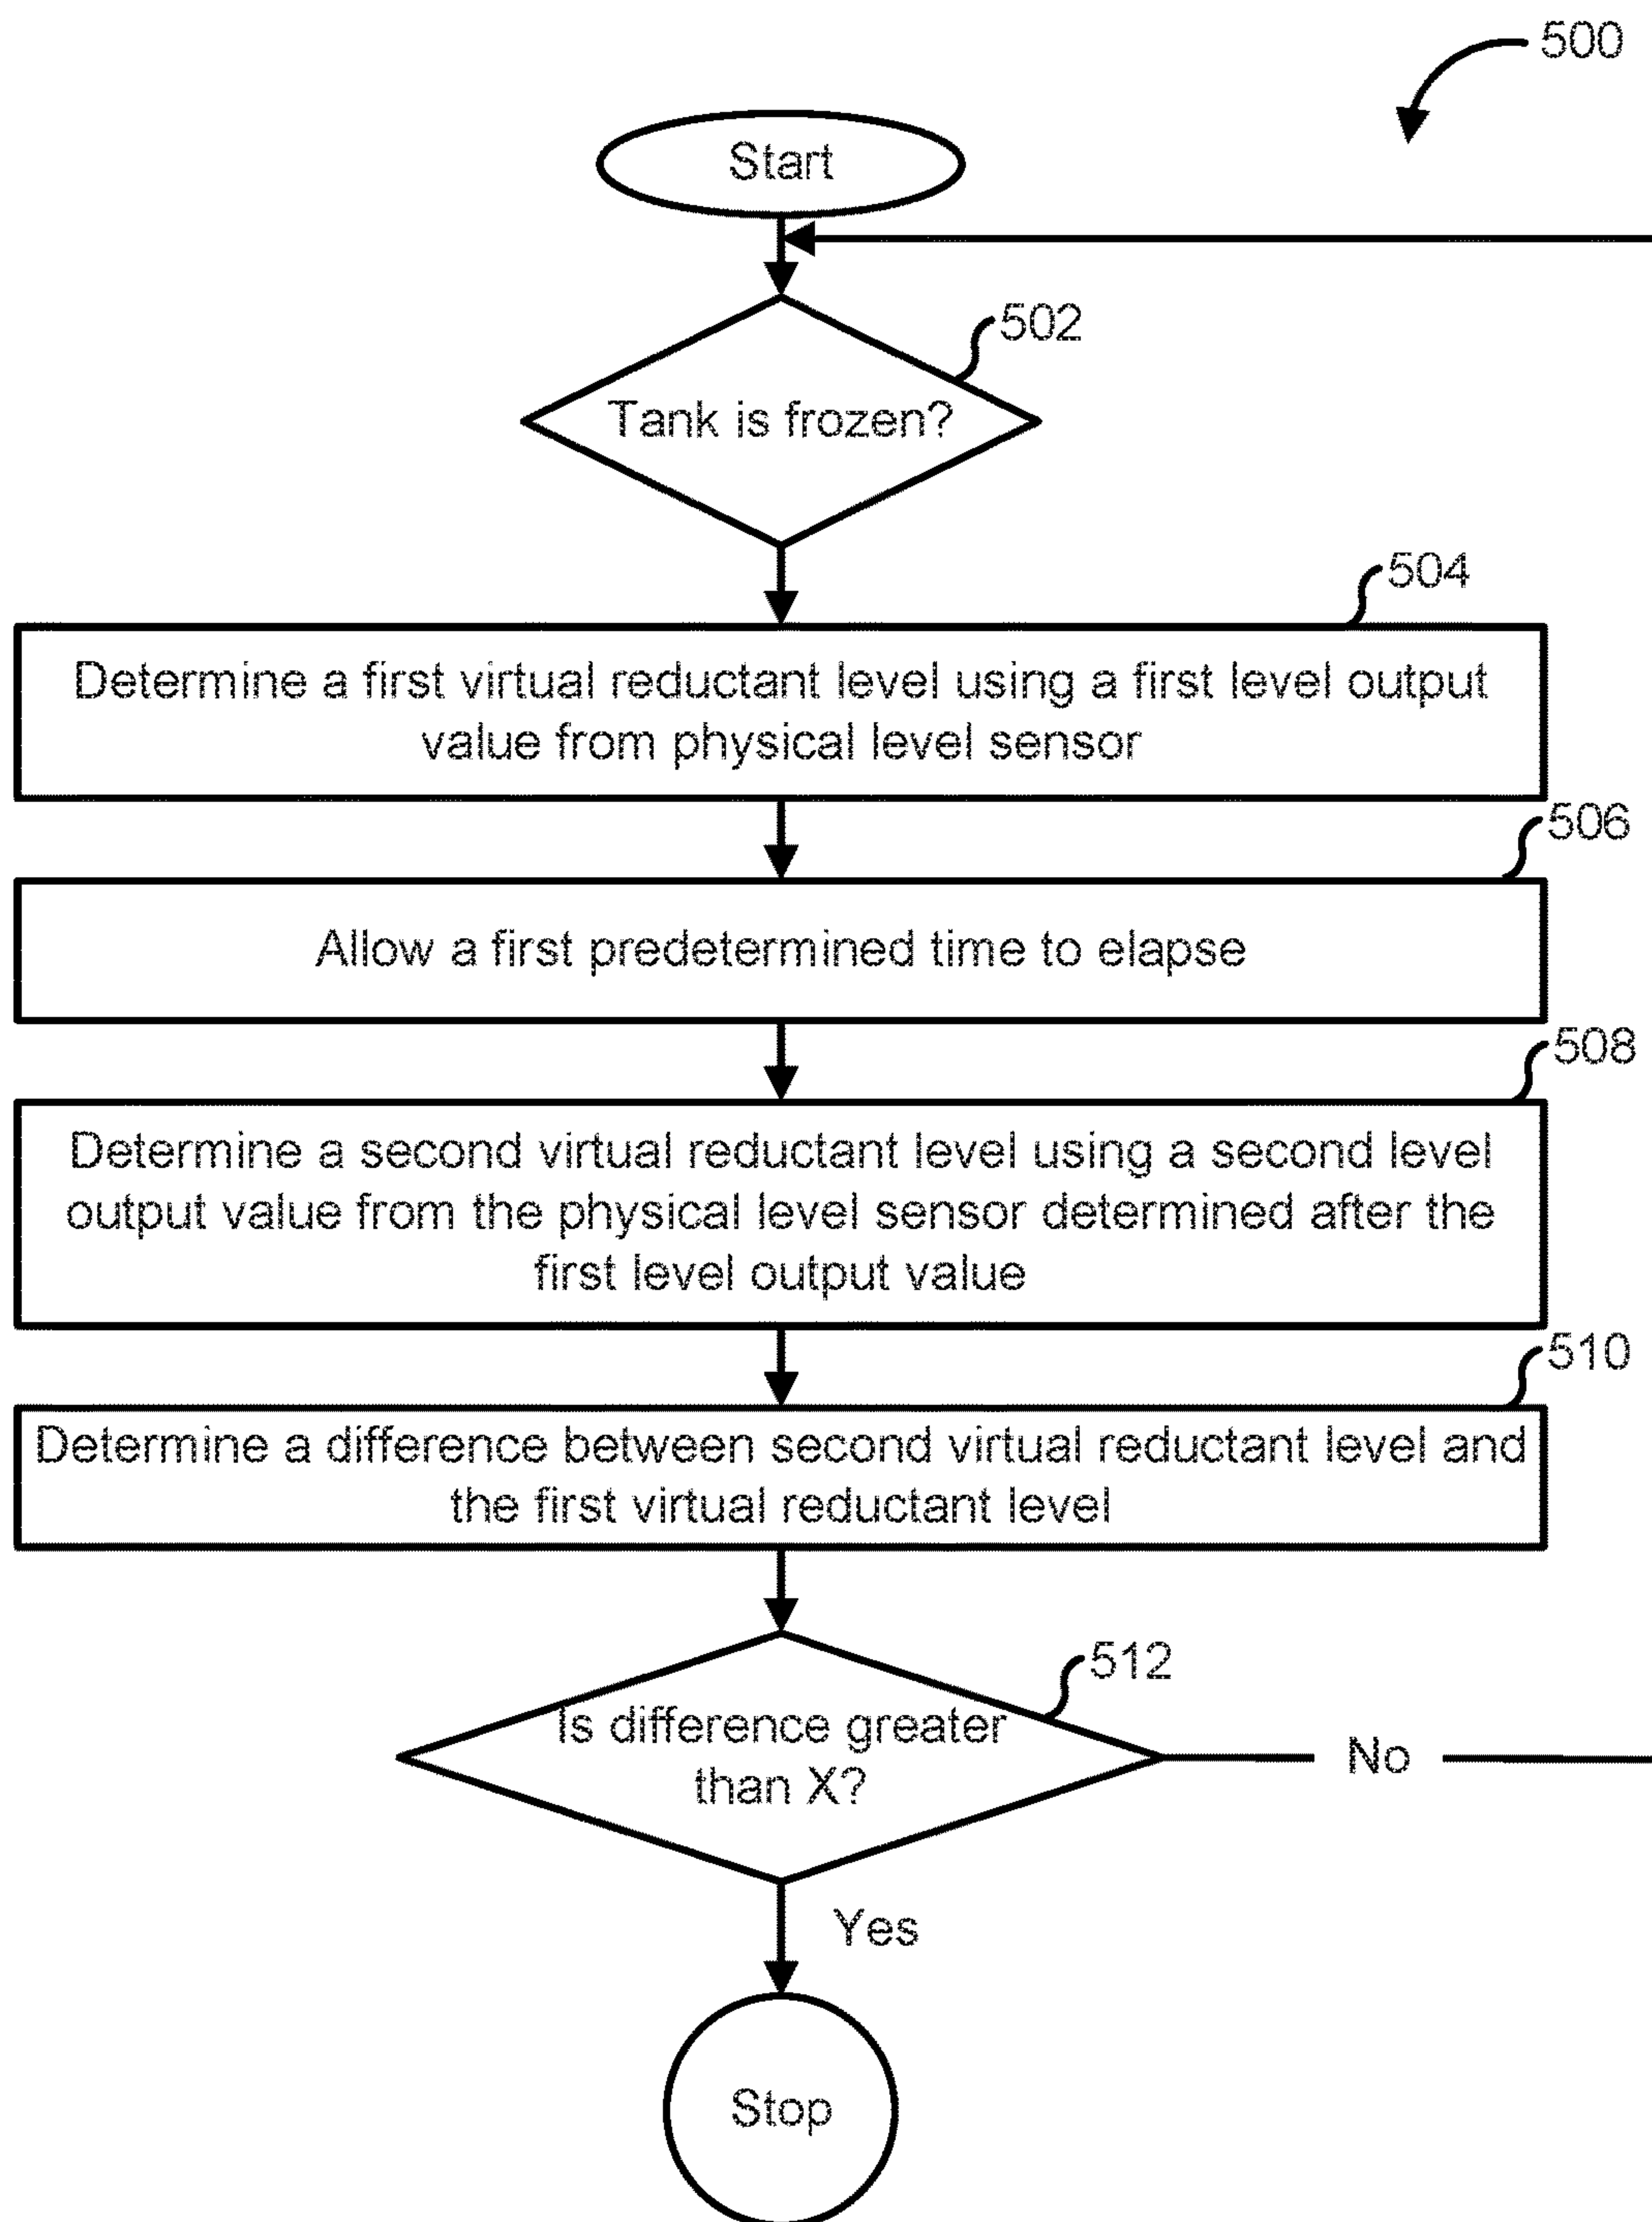 500
Start
502
Tank is frozen?
504
Determine a first virtual reductant level using a first level output
value from physical level sensor
506
Allow a first predetermined time to elapse
508
Determine a second virtual reductant level using a second level
output value from the physical level sensor determined after the
first level output value
510
Determine a difference between second virtual reductant level and
the first virtual reductant level
512
Is difference greater
than X?
No
Yes
Stop